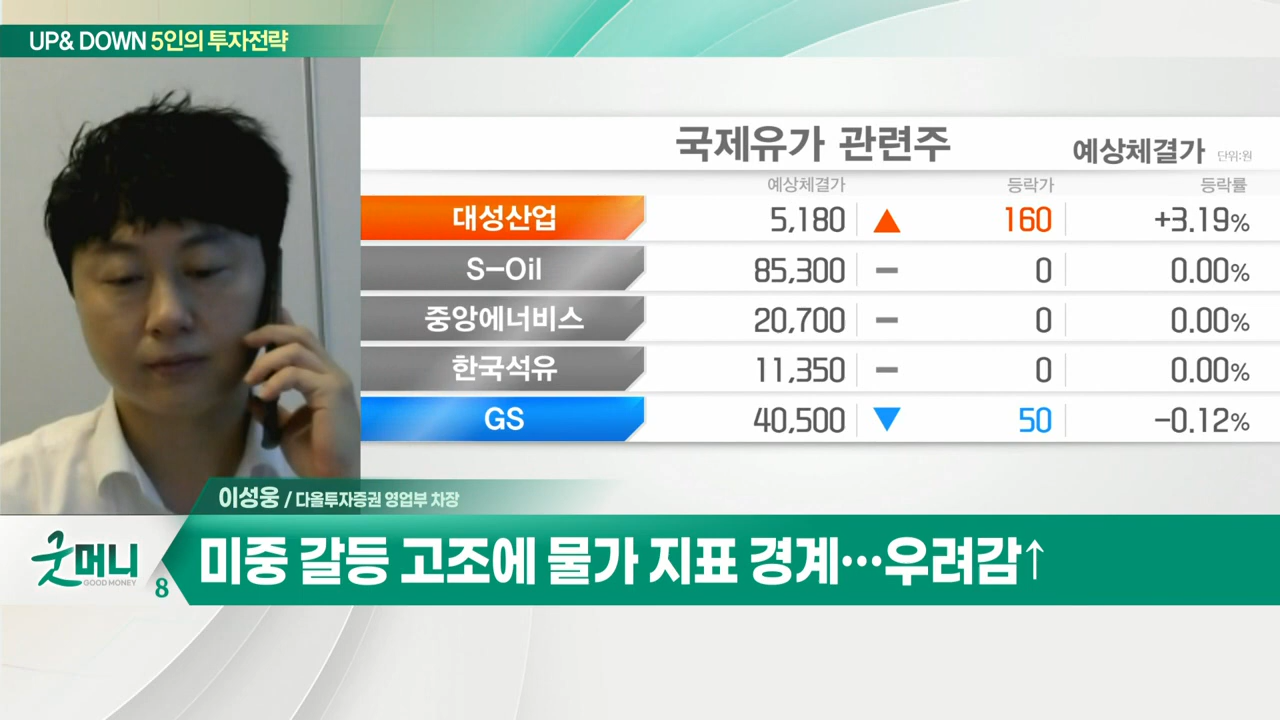 UP& DOWN 5인의 투자전략
국제유가 관련주 예상체결가 단위:원
예상체결가 등락가 등락률
대성산업 5,180 ▲ 160 +3.19%
S-Oil 85,300 - 0 0.00%
중앙에너비스 20,700 - 0 0.00%
한국석유 11,350 - 0 0.00%
GS 40,500 ▼ 50 -0.12%
이성웅 / 다올투자증권 영업부 차장
굿머니
GOOD MONEY
8
미중 갈등 고조에 물가 지표 경계…우려감↑